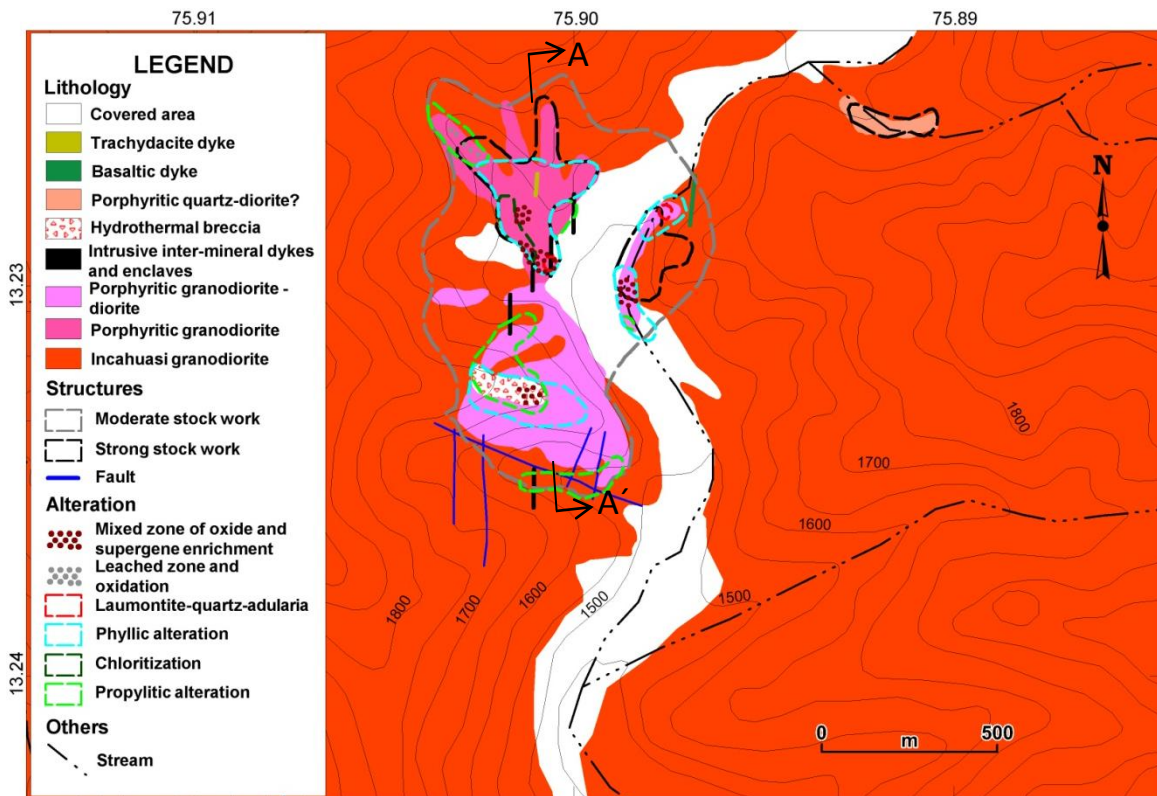 75.91
75.90
75.89
13.23
13.24
LEGEND
Lithology
Covered area
Trachydacite dyke
Basaltic dyke
Porphyritic quartz-diorite?
Hydrothermal breccia
Intrusive inter-mineral dykes
and enclaves
Porphyritic granodiorite -
diorite
Porphyritic granodiorite
Incahuasi granodiorite
Structures
Moderate stock work
Strong stock work
Fault
Alteration
Mixed zone of oxide and
supergene enrichment
Leached zone and
oxidation
Laumontite-quartz-adularia
Phyllic alteration
Chloritization
Propylitic alteration
Others
Stream
A
N
A´
1800
1700
1600
1500
1500
1800
1700
1600
0 500
m